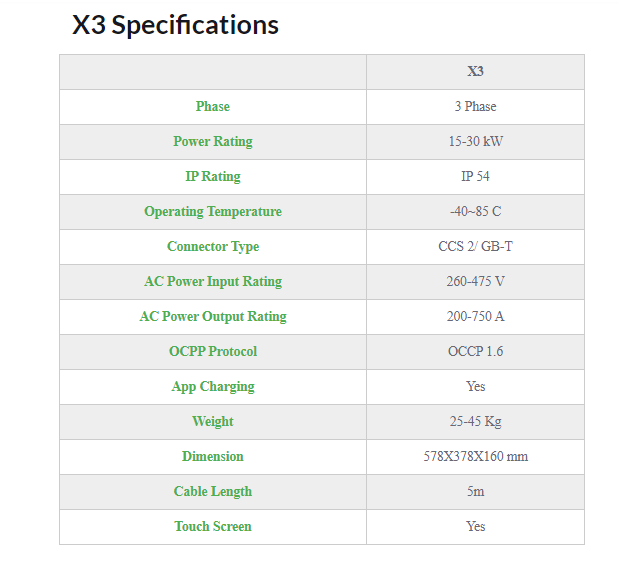 X3 Specifications
X3
Phase 3 Phase
Power Rating 15-30 kW
IP Rating IP 54
Operating Temperature -40~85 C
Connector Type CCS 2/ GB-T
AC Power Input Rating 260-475 V
AC Power Output Rating 200-750 A
OCPP Protocol OCCP 1.6
App Charging Yes
Weight 25-45 Kg
Dimension 578X378X160 mm
Cable Length 5m
Touch Screen Yes